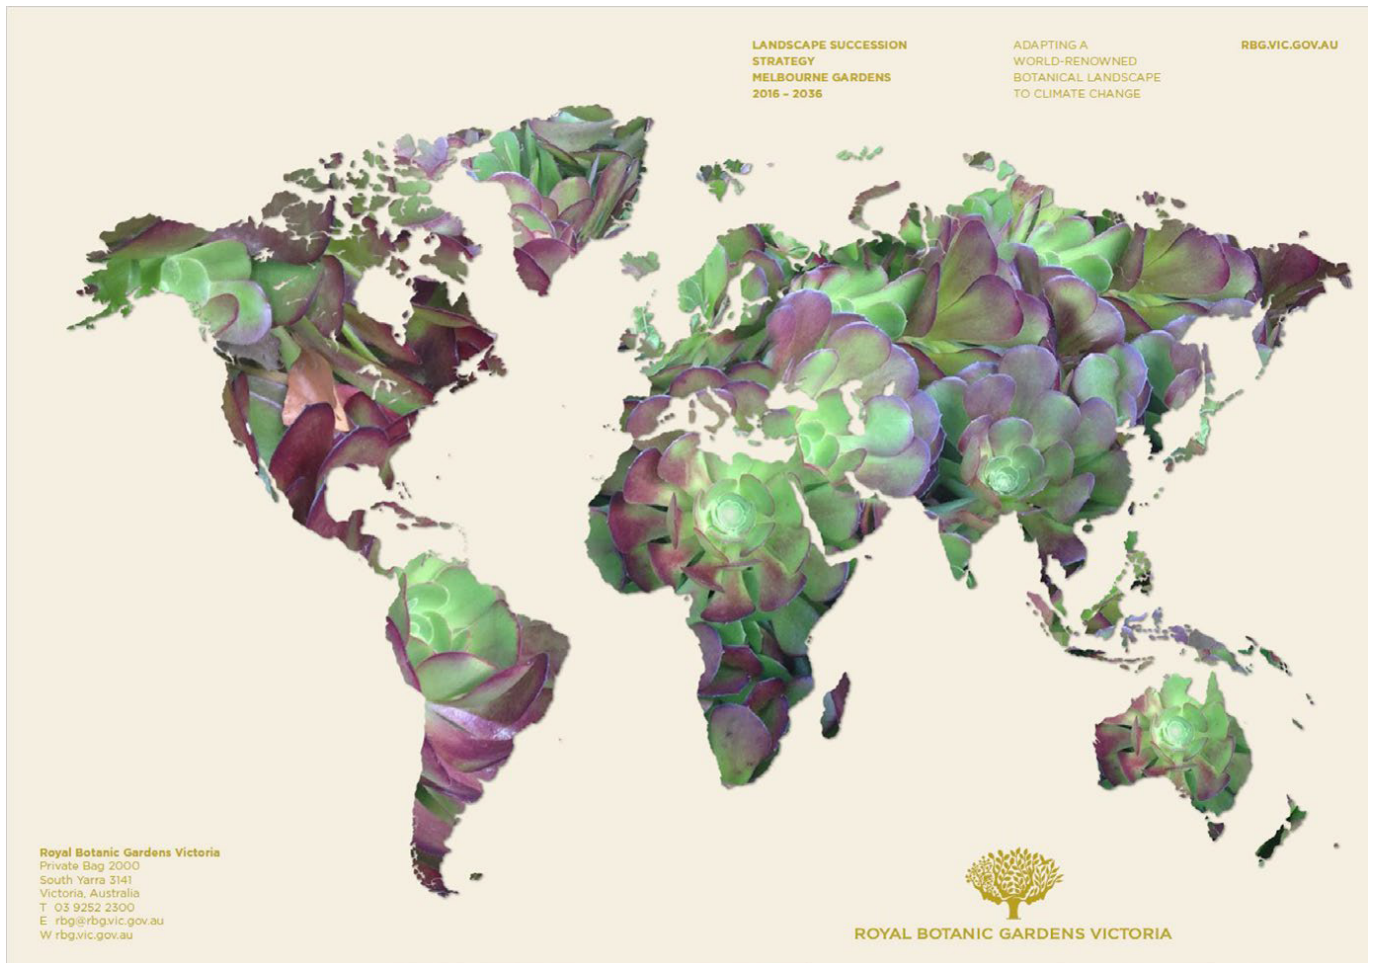 LANDSCAPE SUCCESSION
STRATEGY
MELBOURNE GARDENS
2016 – 2036
ADAPTING A
WORLD-RENOWNED
BOTANICAL LANDSCAPE
TO CLIMATE CHANGE
RBG.VIC.GOV.AU
Royal Botanic Gardens Victoria
Private Bag 2000
South Yarra 3141
Victoria, Australia
T 03 9252 2300
E rbg@rbg.vic.gov.au
W rbg.vic.gov.au
ROYAL BOTANIC GARDENS VICTORIA